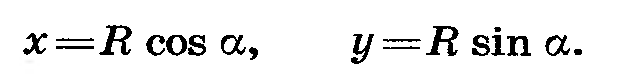 x=R cos α, y=R sin α.